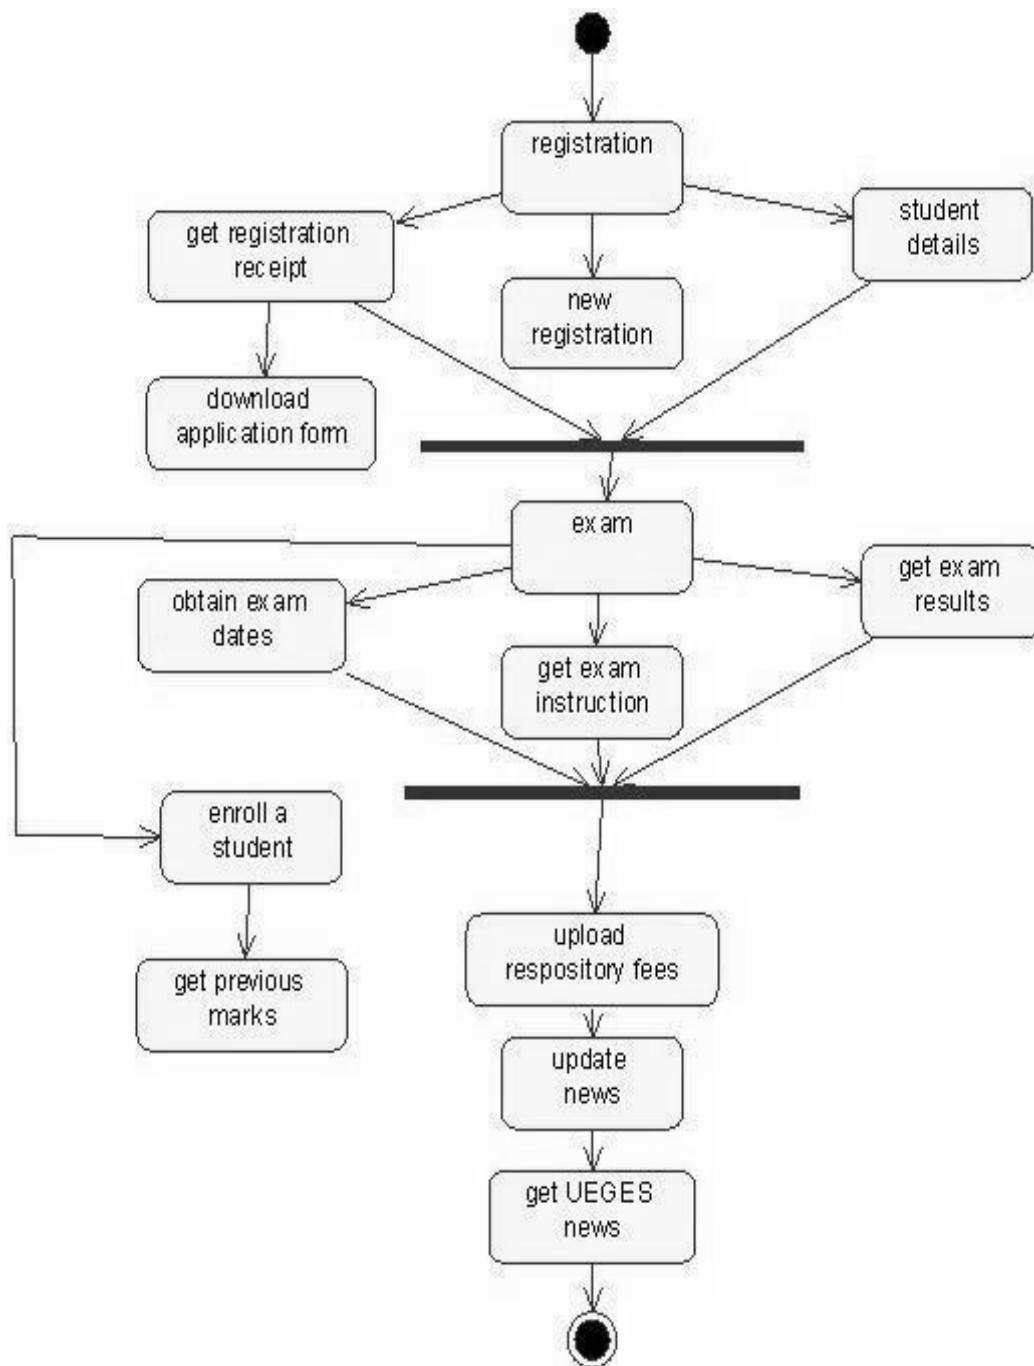 registration
get registration
receipt
student
details
new
registration
download
application form
exam
obtain exam
dates
get exam
results
get exam
instruction
enroll a
student
get previous
marks
upload
respository fees
update
news
get UEGES
news